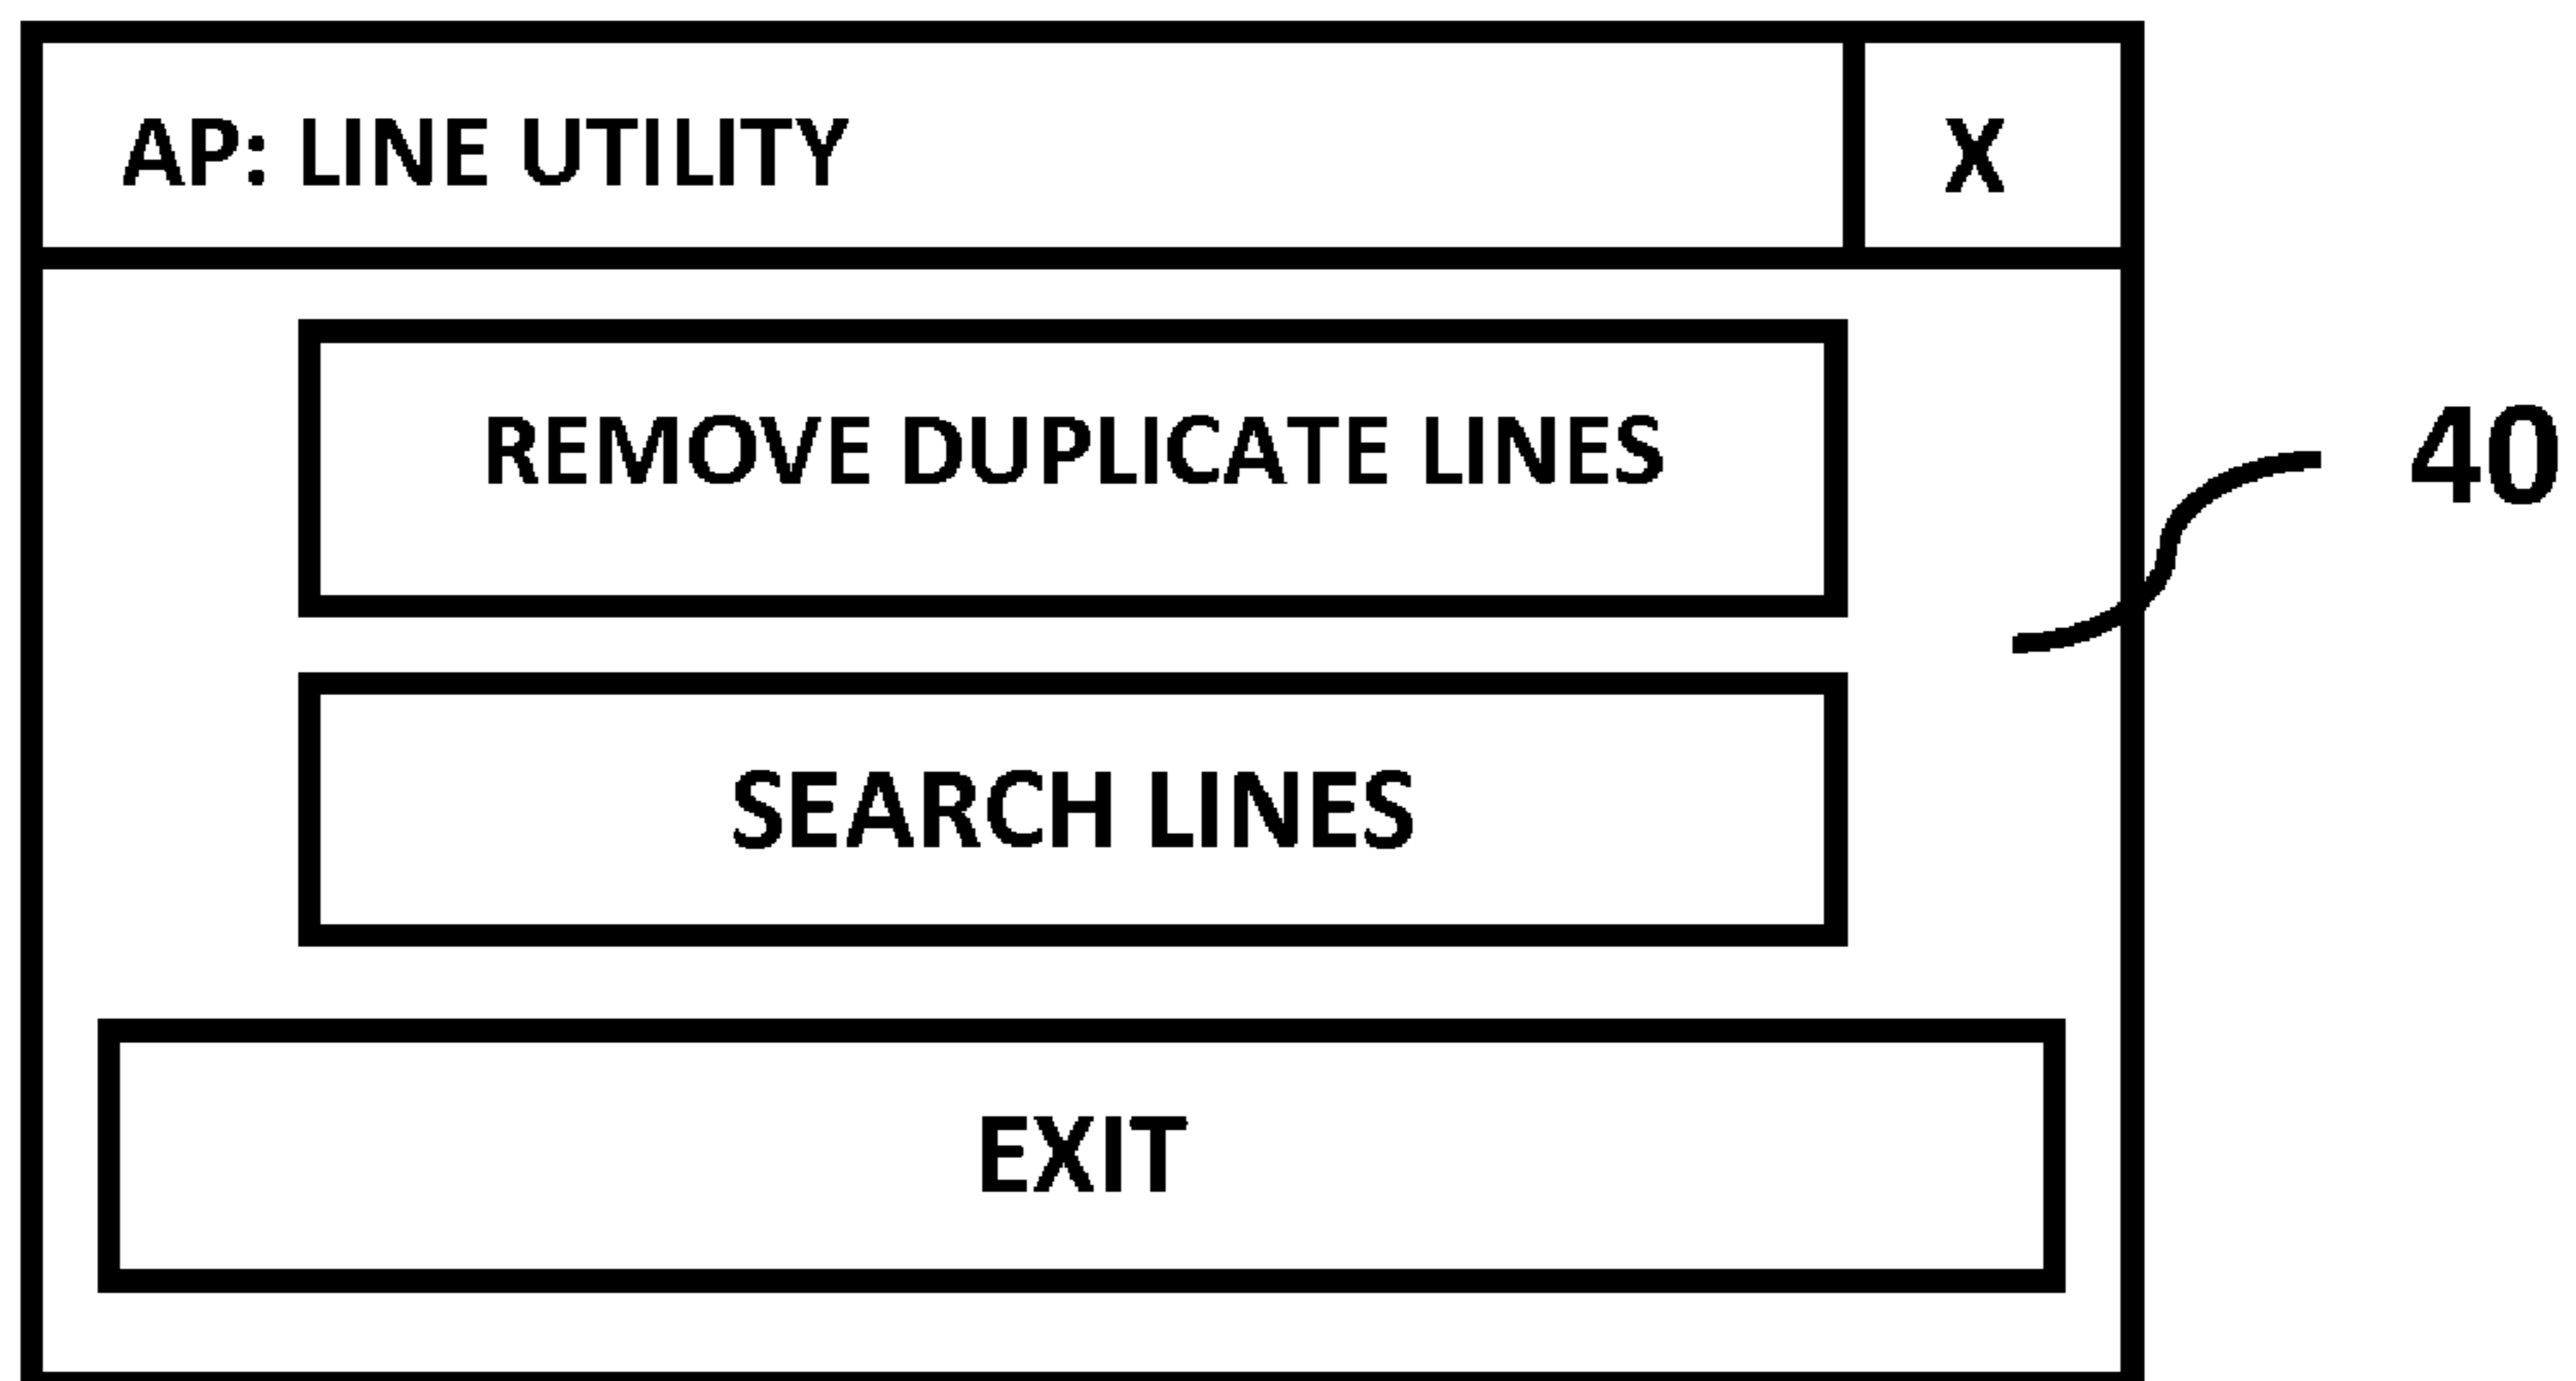 AP: LINE UTILITY X
REMOVE DUPLICATE LINES
40
SEARCH LINES
EXIT